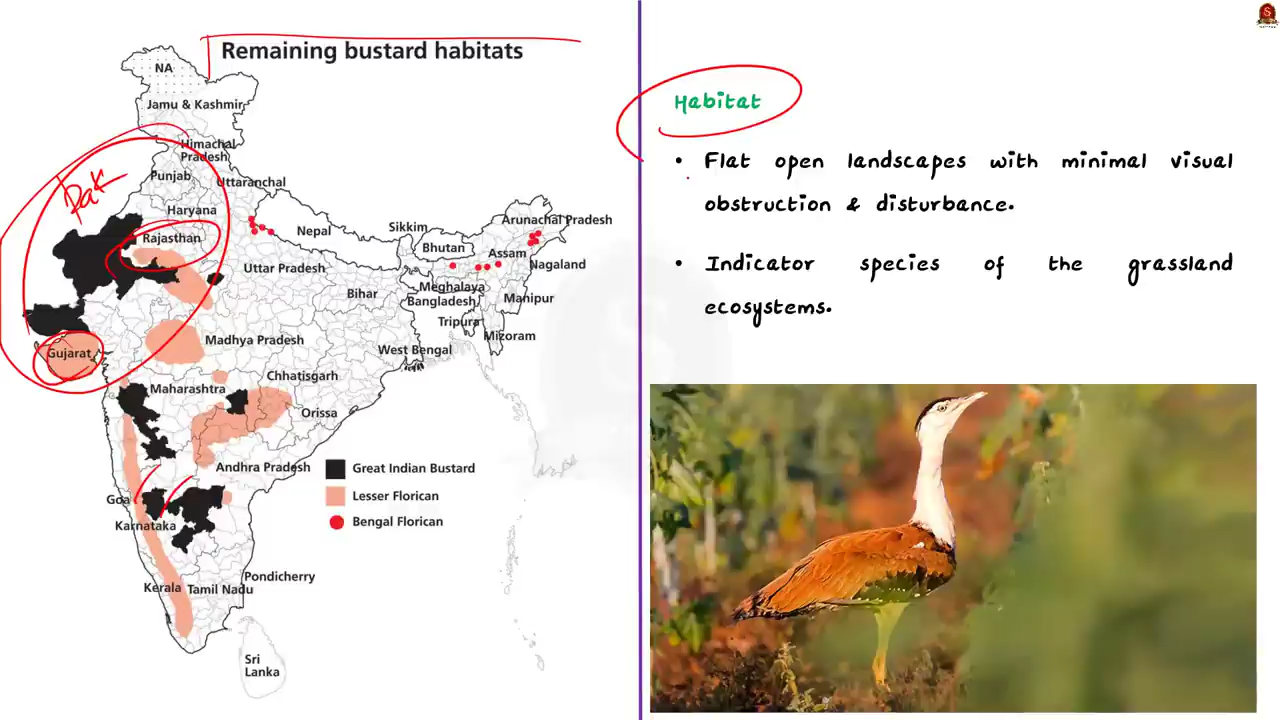 Remaining bustard habitats
NA
Jammu & Kashmir
Himachal
Pradesh
Punjab
Uttaranchal
Haryana
Pak
Rajasthan
Nepal
Sikkim
Arunachal Pradesh
Bhutan
Assam
Nagaland
Uttar Pradesh
Meghalaya
Bihar
Bangladesh
Manipur
Tripura
Mizoram
Gujarat
Madhya Pradesh
West Bengal
Chhatisgarh
Maharashtra
Orissa
Andhra Pradesh
Goa
Karnataka
Great Indian Bustard
Lesser Florican
Bengal Florican
Pondicherry
Kerala
Tamil Nadu
Sri
Lanka
Habitat
• Flat open landscapes with minimal visual
obstruction & disturbance.
• Indicator species of the grassland
ecosystems.